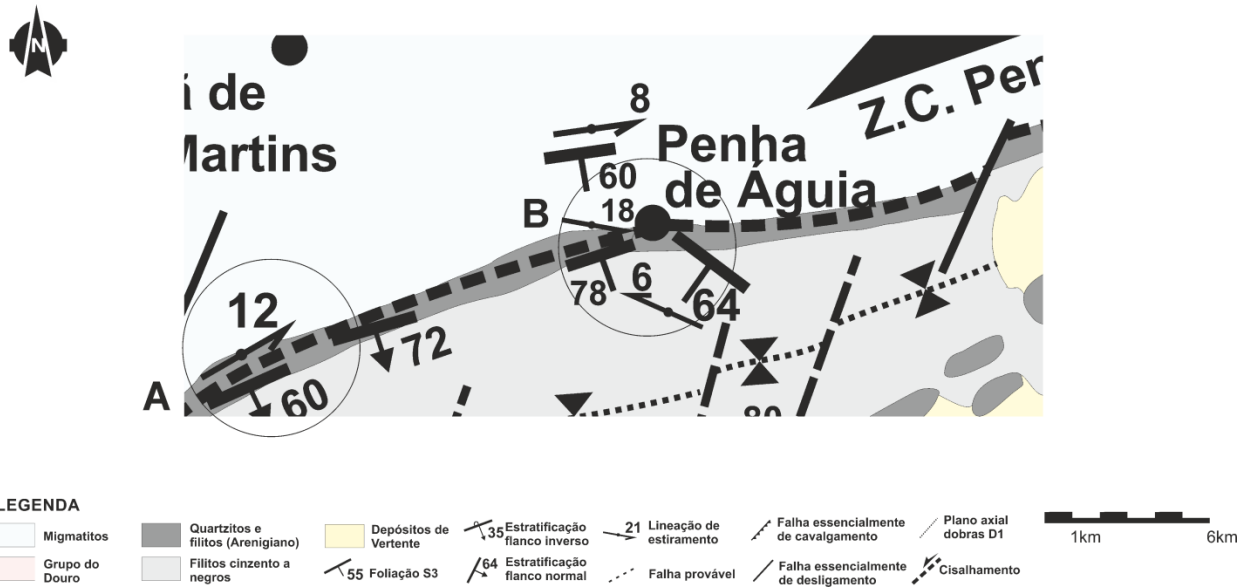 N
ã de
Martins
8
Penha
de Águia
Z.C. Per
60
18
B
78
6
64
12
72
60
A
80
LEGENDA
Migmatitos
Grupo do
Douro
Quartzitos e
filitos (Arenigiano)
Filitos cinzento a
negros
Depósitos de
Vertente
55 Foliação S3
35 Estratificação
flanco inverso
64 Estratificação
flanco normal
21 Lineação de
estiramento
Falha provável
Falha essencialmente
de cavalgamento
Falha essencialmente
de desligamento
Plano axial
dobras D1
Cisalhamento
1km 6km